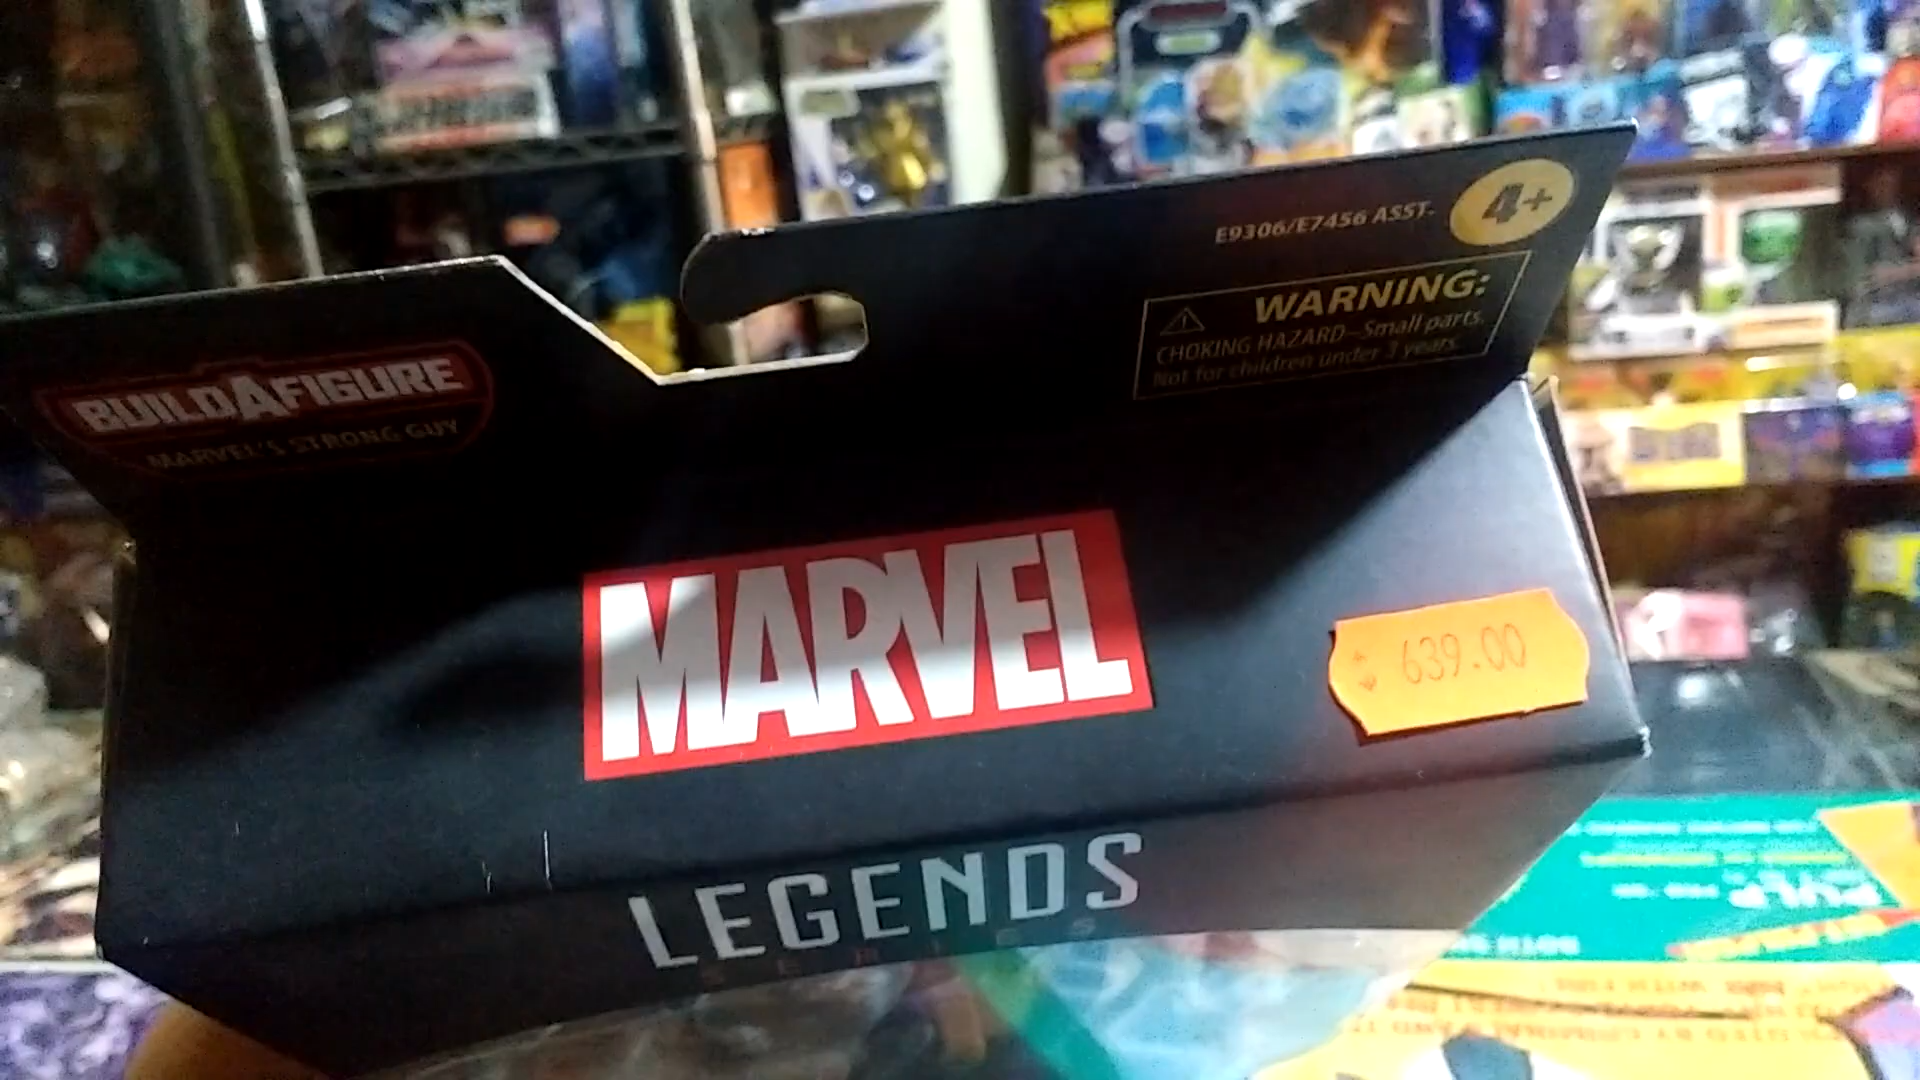 E9306/E7456 ASST.
4+
WARNING:
CHOKING HAZARD–Small parts.
Not for children under 3 years.
BUILDAFIGURE
MARVEL'S STRONG GUY
MARVEL
639.00
LEGENDS
SERIES
PULP